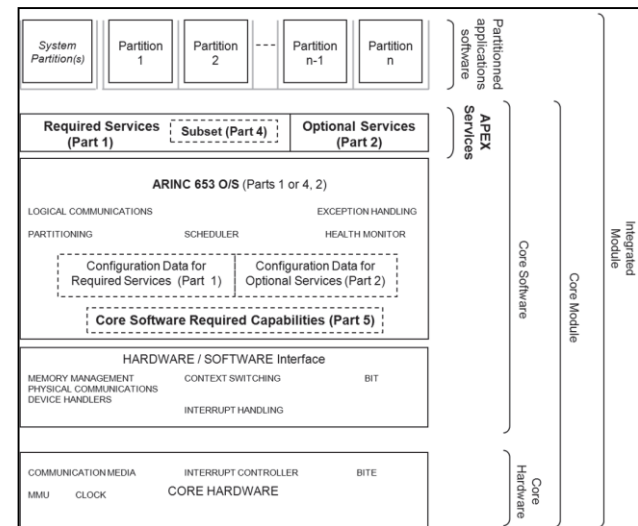 System
Partition(s)
Partition
1
Partition
2
---
Partition
n-1
Partition
n
Partitionned
applications
software
Required Services
(Part 1)
Subset (Part 4)
Optional Services
(Part 2)
APEX
Services
ARINC 653 O/S (Parts 1 or 4, 2)
LOGICAL COMMUNICATIONS
EXCEPTION HANDLING
PARTITIONING
SCHEDULER
HEALTH MONITOR
Configuration Data for
Required Services (Part 1)
Configuration Data for
Optional Services (Part 2)
Core Software Required Capabilities (Part 5)
HARDWARE / SOFTWARE Interface
MEMORY MANAGEMENT
PHYSICAL COMMUNICATIONS
DEVICE HANDLERS
CONTEXT SWITCHING
BIT
INTERRUPT HANDLING
Core Software
Core Module
Integrated
Module
COMMUNICATION MEDIA
INTERRUPT CONTROLLER
BITE
MMU
CLOCK
CORE HARDWARE
Core
Hardware